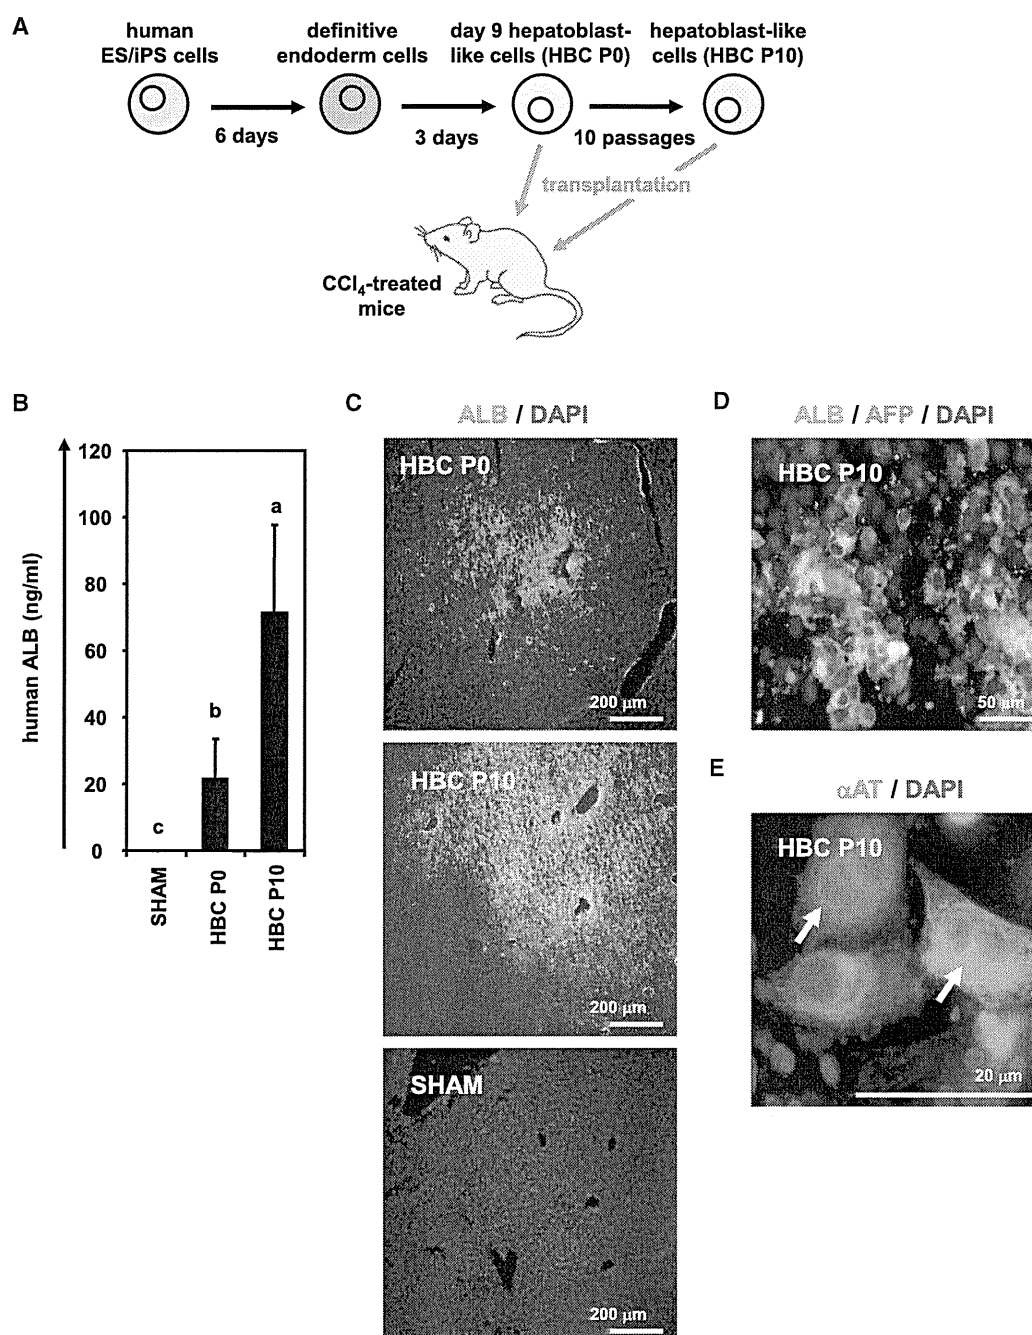 A
human
ES/iPS cells
definitive
endoderm cells
day 9 hepatoblast-
like cells (HBC P0)
hepatoblast-like
cells (HBC P10)
6 days
3 days
10 passages
transplantation
CCl₄-treated
mice
B
human ALB (ng/ml)
120
100
80
60
40
20
0
c
b
a
SHAM
HBC P0
HBC P10
C
ALB / DAPI
HBC P0
200 μm
HBC P10
200 μm
SHAM
200 μm
D
ALB / AFP / DAPI
HBC P10
50 μm
E
αAT / DAPI
HBC P10
20 μm